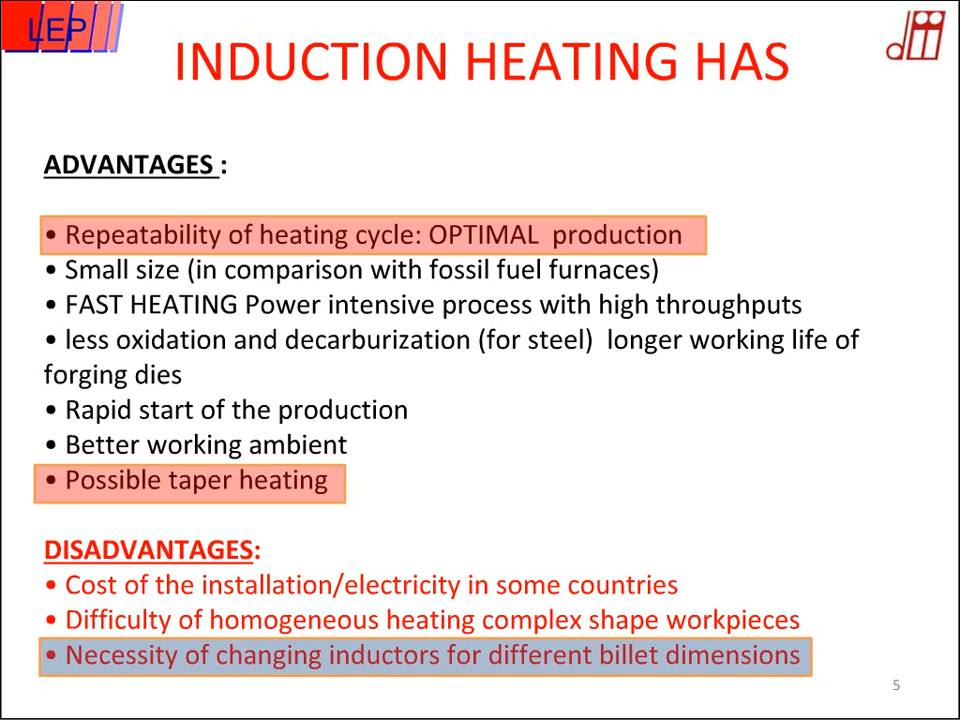 LEP
dii
INDUCTION HEATING HAS
ADVANTAGES :
• Repeatability of heating cycle: OPTIMAL production
• Small size (in comparison with fossil fuel furnaces)
• FAST HEATING Power intensive process with high throughputs
• less oxidation and decarburization (for steel) longer working life of
forging dies
• Rapid start of the production
• Better working ambient
• Possible taper heating
DISADVANTAGES:
• Cost of the installation/electricity in some countries
• Difficulty of homogeneous heating complex shape workpieces
• Necessity of changing inductors for different billet dimensions
5